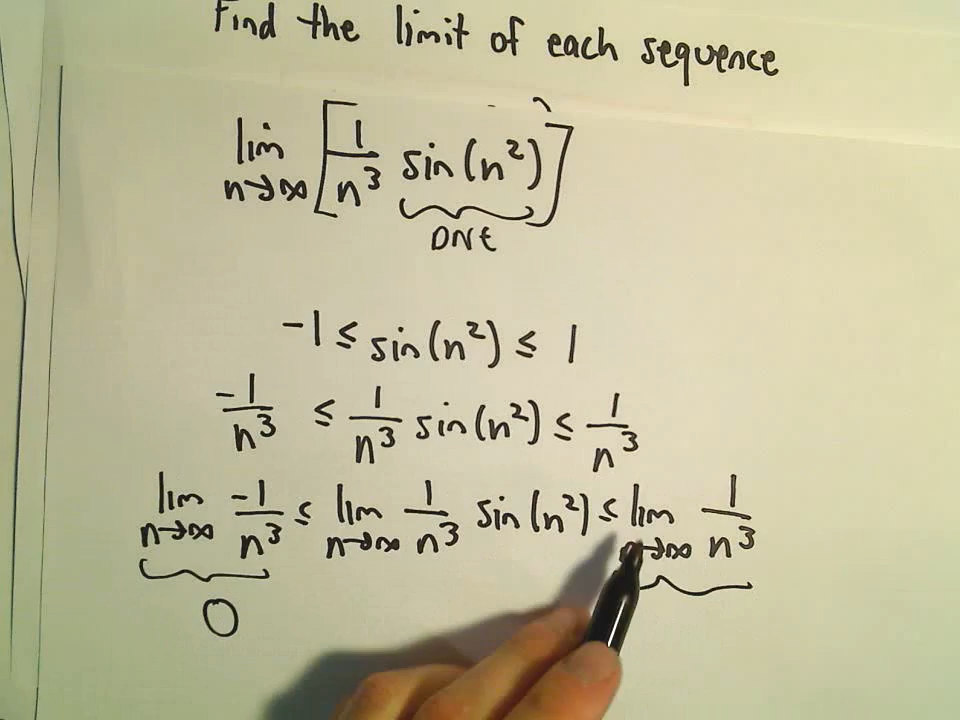 Find the limit of each sequence
lim n→∞ [1/n³ sin(n²)]
DNE
-1 ≤ sin(n²) ≤ 1
-1/n³ ≤ 1/n³ sin(n²) ≤ 1/n³
lim n→∞ -1/n³ ≤ lim n→∞ 1/n³ sin(n²) ≤ lim n→∞ 1/n³
0